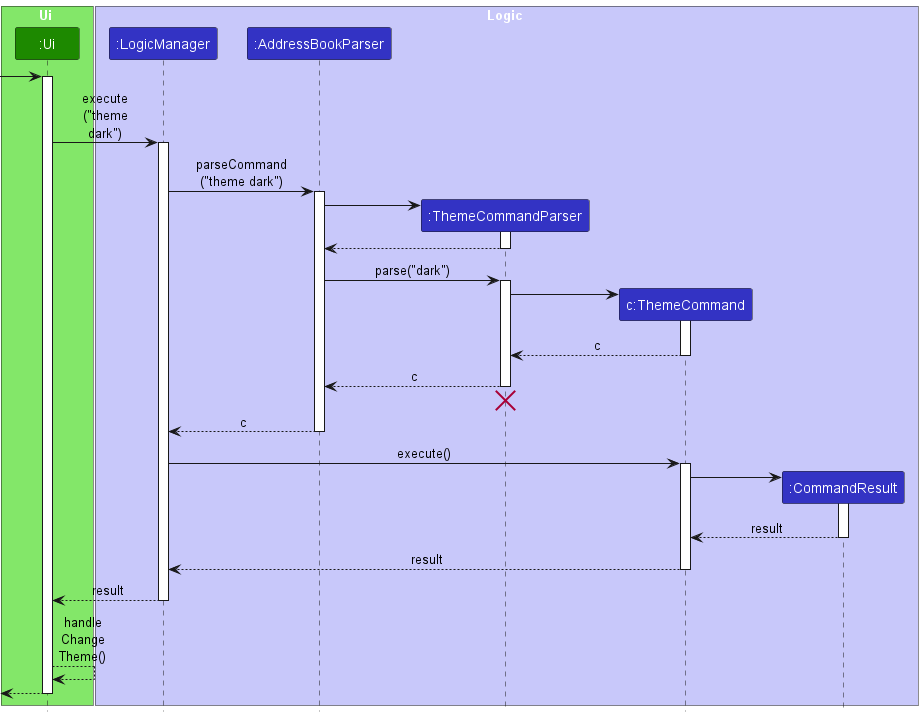 Ui
Logic
:Ui
:LogicManager
:AddressBookParser
execute
("theme
dark")
parseCommand
("theme dark")
:ThemeCommandParser
parse("dark")
c:ThemeCommand
c
c
c
execute()
:CommandResult
result
result
result
handle
Change
Theme()